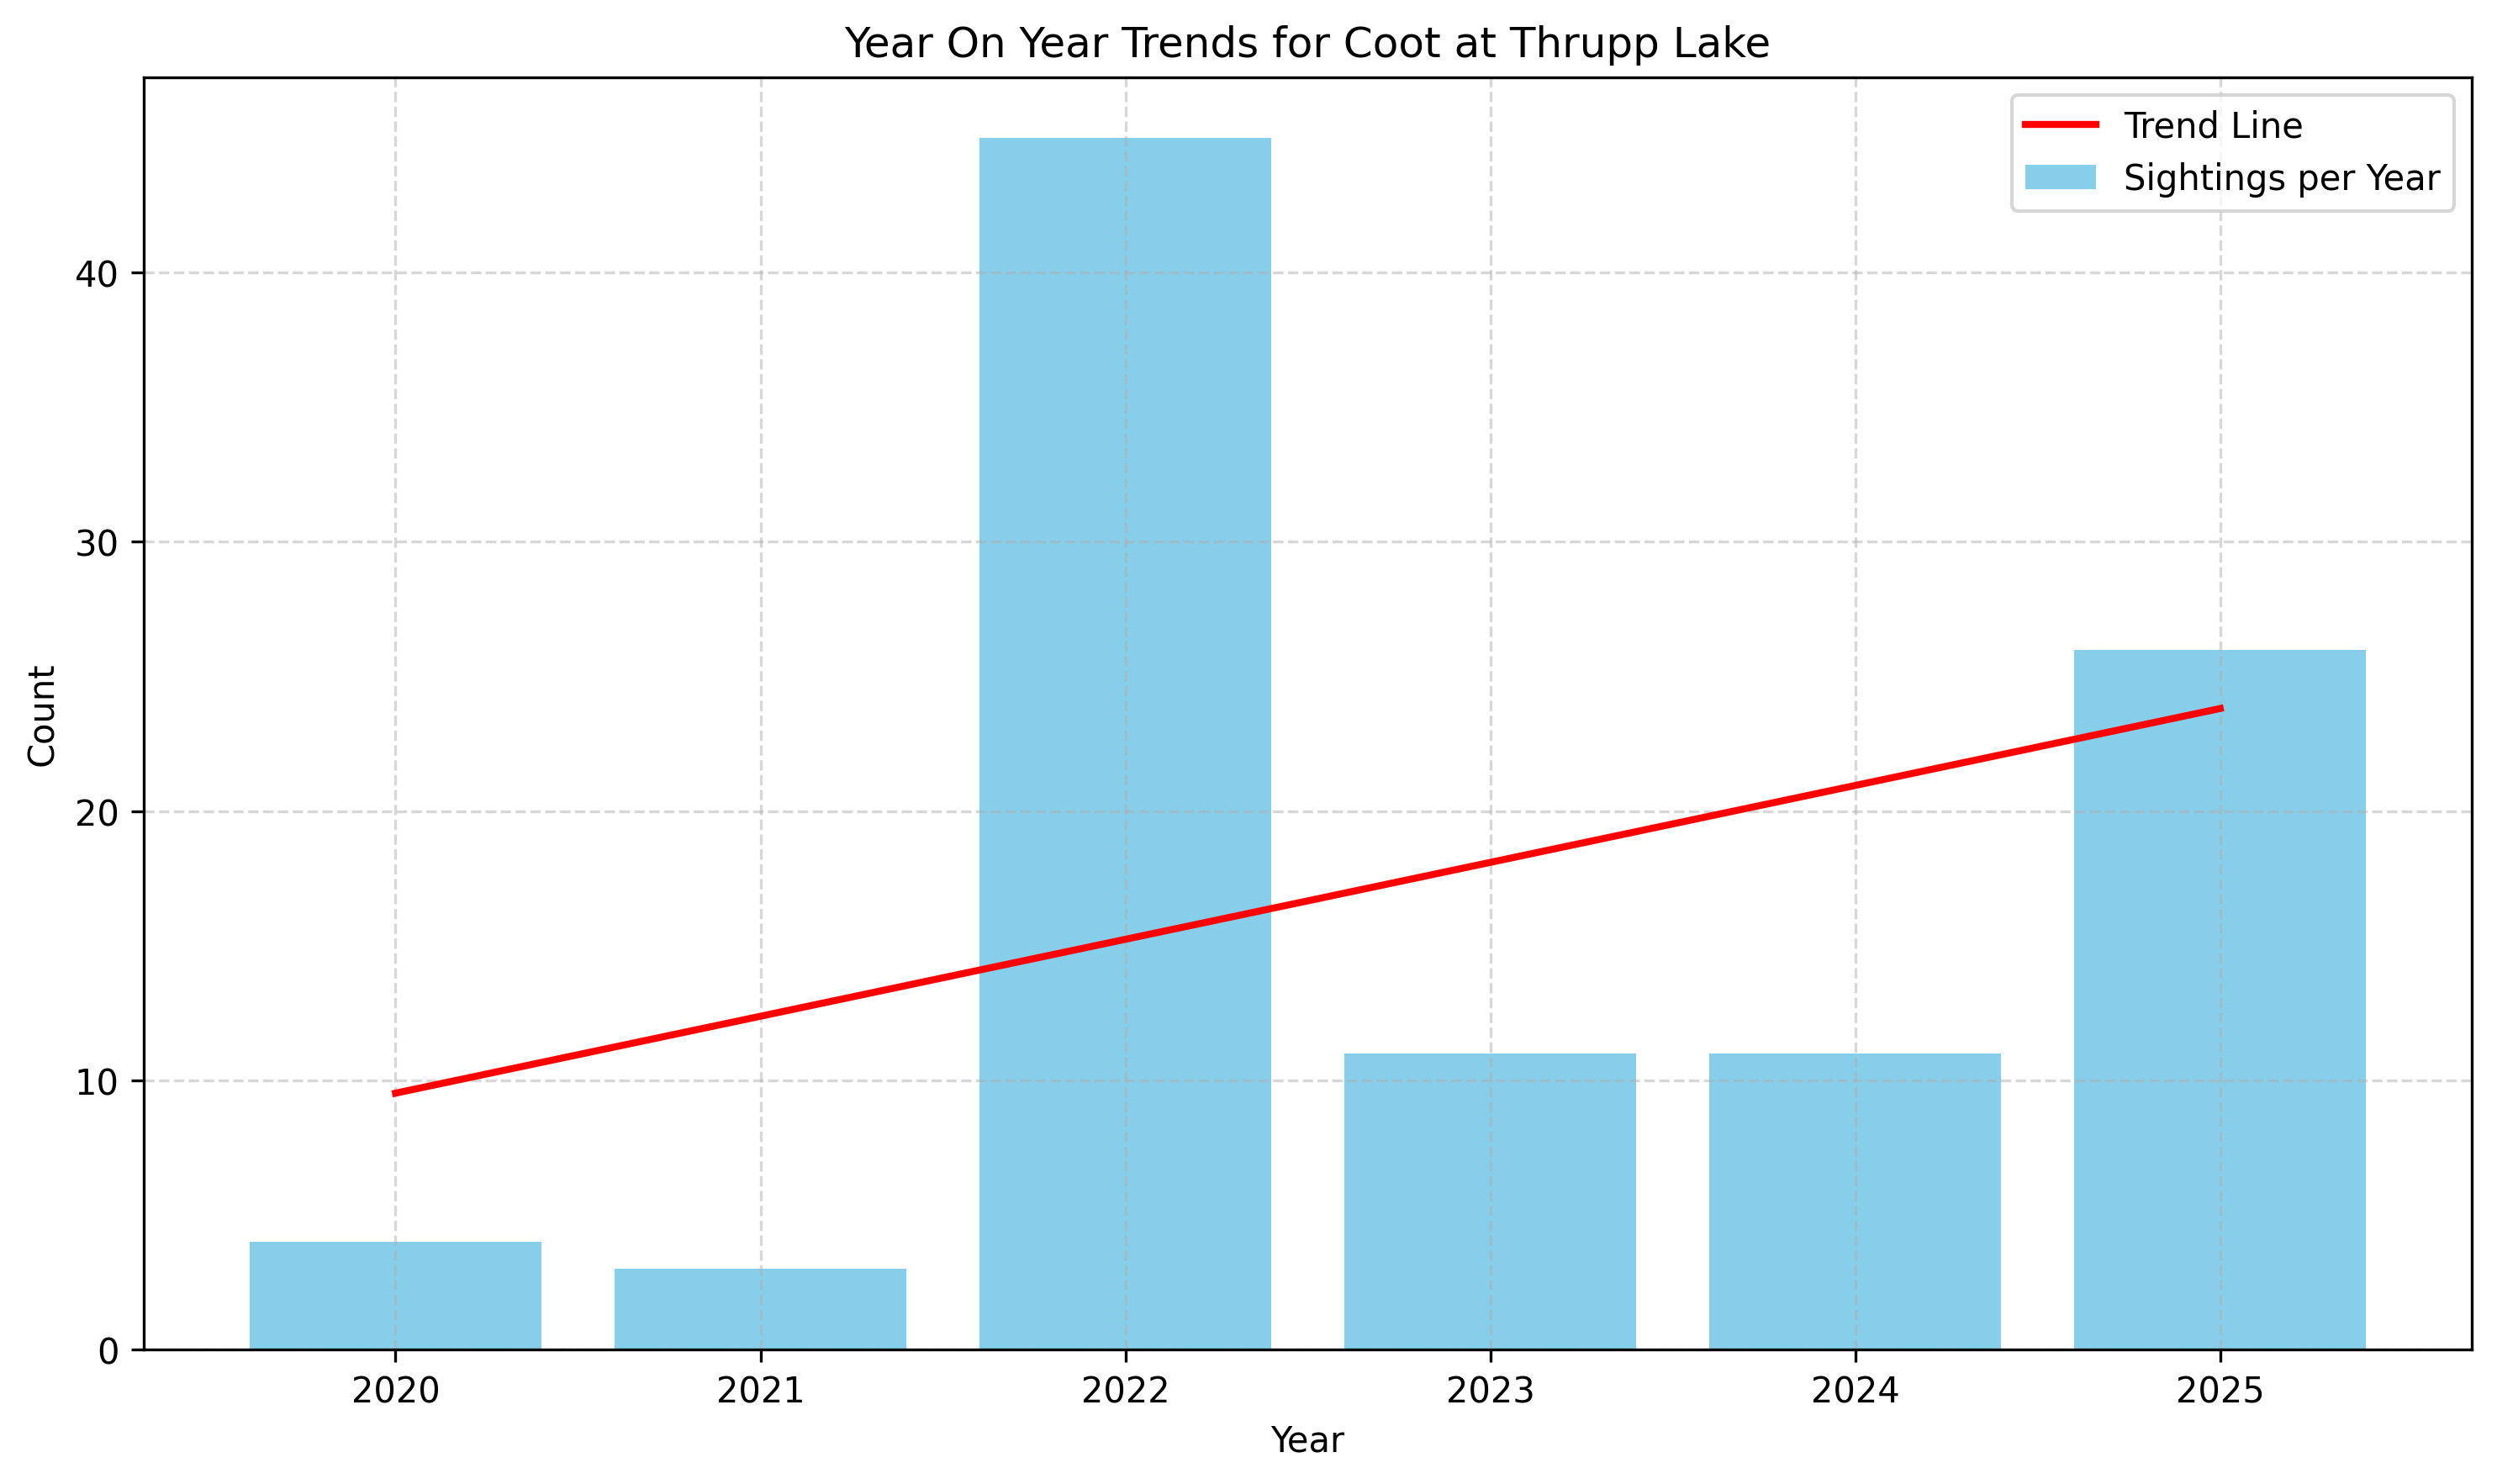 Year On Year Trends for Coot at Thrupp Lake
Trend Line
Sightings per Year
40
30
20
10
0
Count
2020 2021 2022 2023 2024 2025
Year